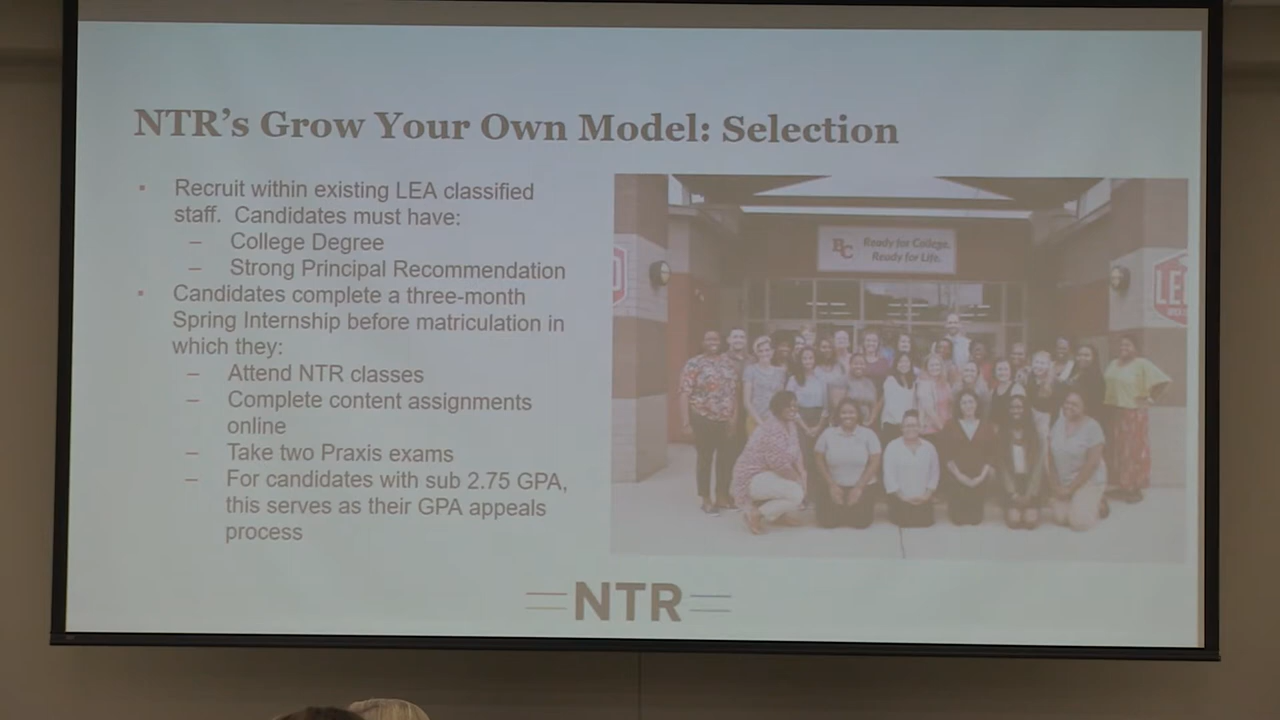 NTR's Grow Your Own Model: Selection
• Recruit within existing LEA classified
staff. Candidates must have:
– College Degree
– Strong Principal Recommendation
• Candidates complete a three-month
Spring Internship before matriculation in
which they:
– Attend NTR classes
– Complete content assignments
online
– Take two Praxis exams
– For candidates with sub 2.75 GPA,
this serves as their GPA appeals
process
BC
Ready for College.
Ready for Life.
NTR